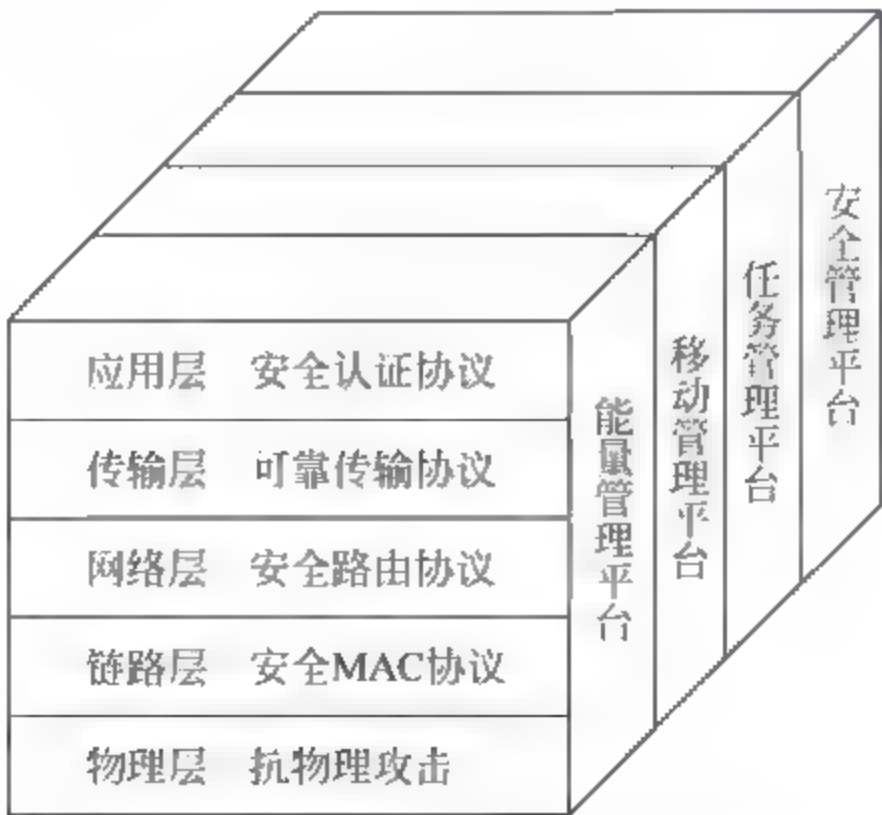 应用层 安全认证协议
传输层 可靠传输协议
网络层 安全路由协议
链路层 安全MAC协议
物理层 抗物理攻击
能量管理平台
移动管理平台
任务管理平台
安全管理平台